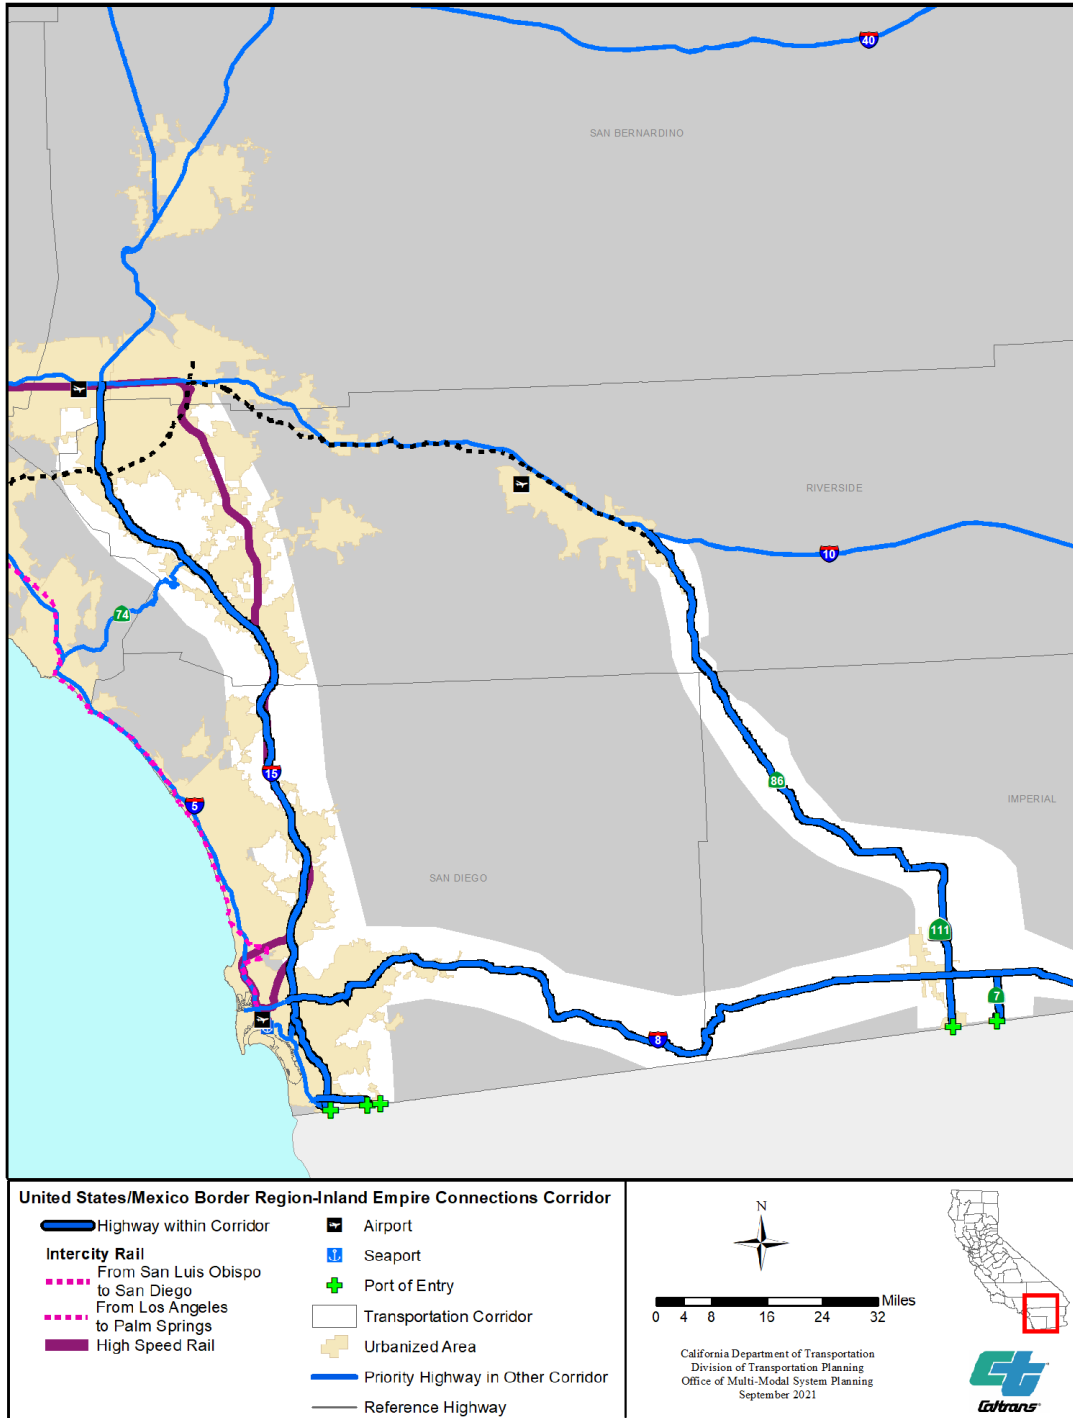 40
SAN BERNARDINO
RIVERSIDE
10
74
86
IMPERIAL
15
5
SAN DIEGO
111
7
8
United States/Mexico Border Region-Inland Empire Connections Corridor
Highway within Corridor
Intercity Rail
From San Luis Obispo
to San Diego
From Los Angeles
to Palm Springs
High Speed Rail
Airport
Seaport
Port of Entry
Transportation Corridor
Urbanized Area
Priority Highway in Other Corridor
Reference Highway
N
Miles
0 4 8 16 24 32
California Department of Transportation
Division of Transportation Planning
Office of Multi-Modal System Planning
September 2021
Caltrans